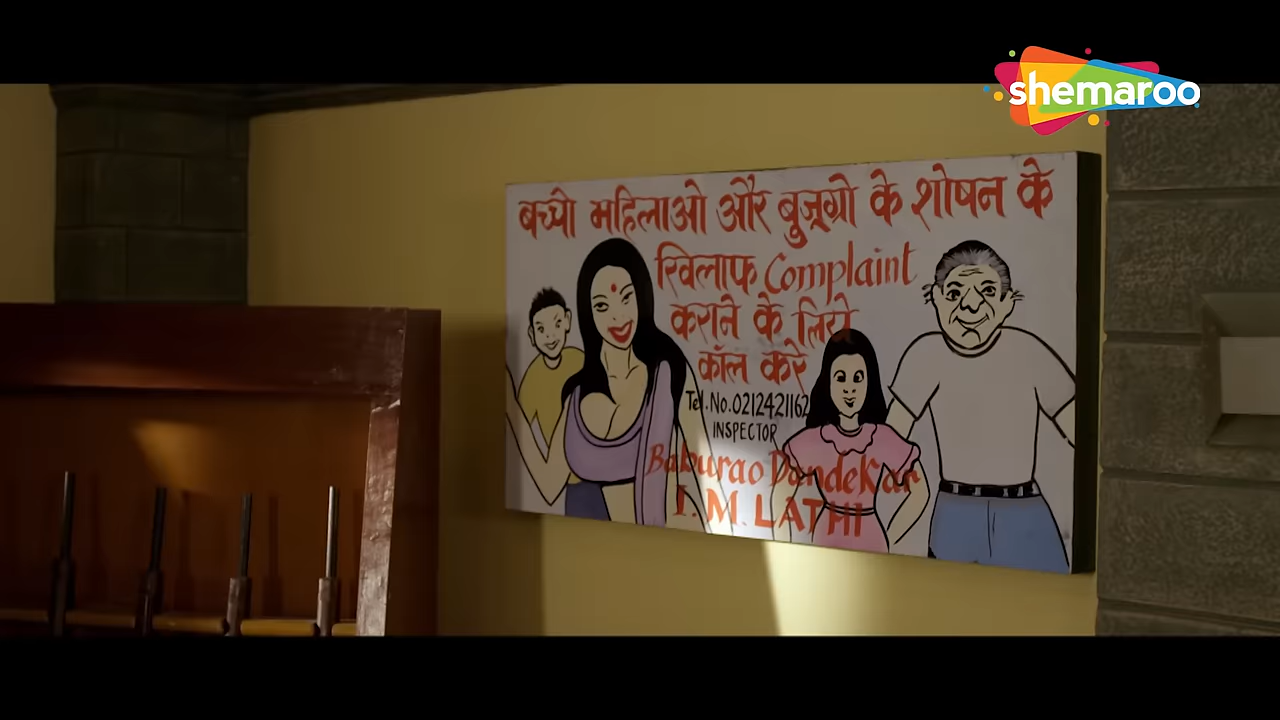 shemaroo
बच्चो महिलाओ और बुज़ूग्रो के शोषन के
खिलाफ Complaint
कराने के लिये
कॉल करे
Tel.No.0212421162
INSPECTOR
Baburao Dandekar
I.M.LATHI